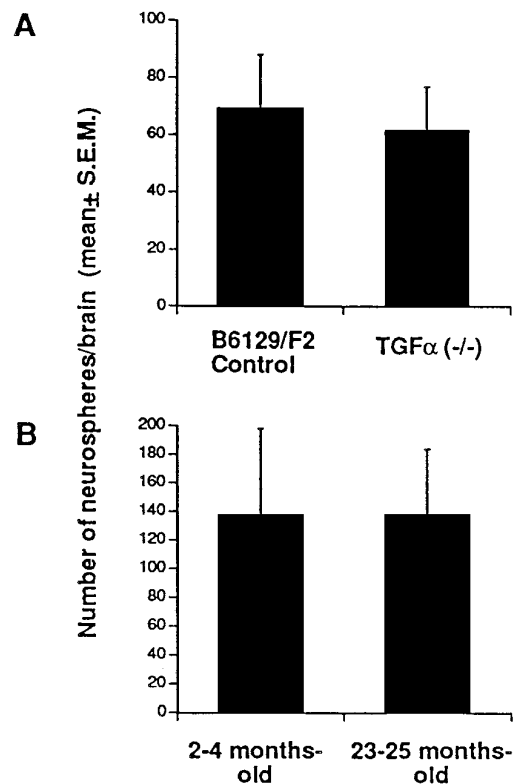 A
100
80
60
40
20
0
B6129/F2
Control
TGFα (-/-)
Number of neurospheres/brain (mean± S.E.M.)
B
200
180
160
140
120
100
80
60
40
20
0
2-4 months-
old
23-25 months-
old